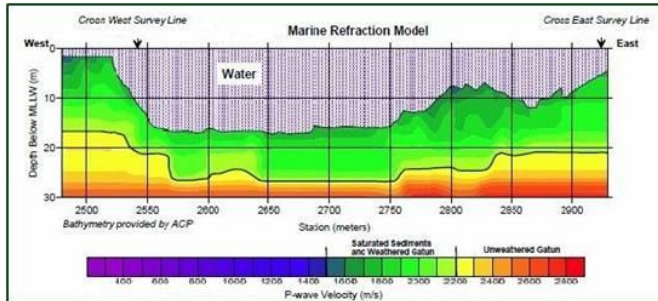 Cross West Survey Line
Cross East Survey Line
Marine Refraction Model
West
East
Water
Depth Below MLLW (m)
0
10
20
30
2500 2550 2600 2650 2700 2750 2800 2850 2900
Bathymetry provided by ACP
Station (meters)
Saturated Sediments and Weathered Gatun
Unweathered Gatun
400 600 800 1000 1200 1400 1600 1800 2000 2200 2400 2600 2800
P-wave Velocity (m/s)